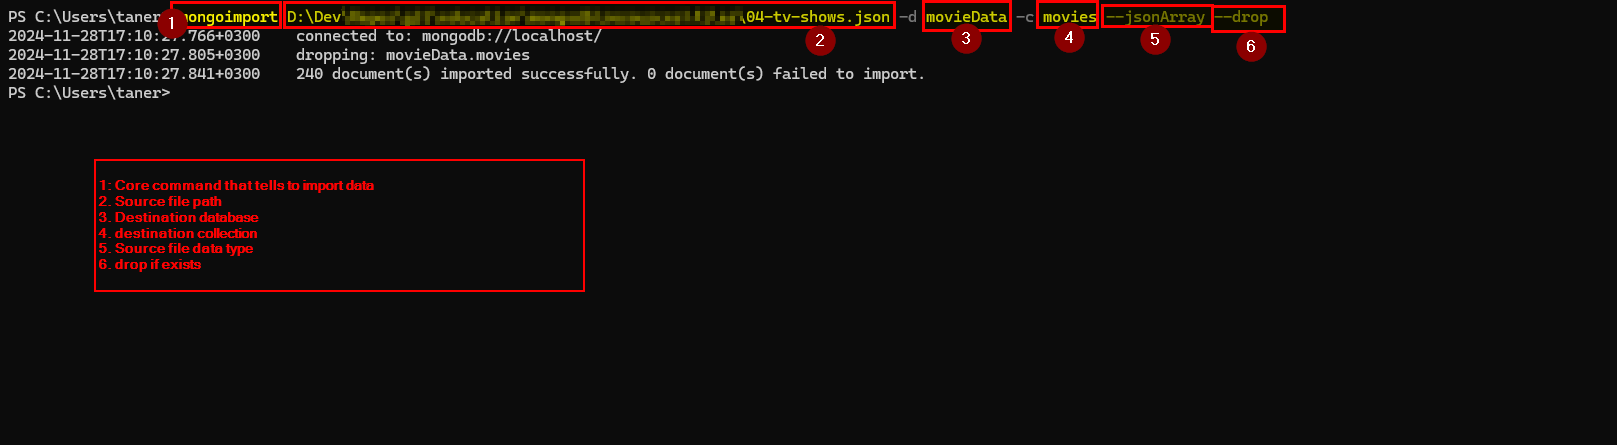 PS C:\Users\taner> mongoimport D:\Dev \04-tv-shows.json -d movieData -c movies --jsonArray --drop
1 2 3 4 5 6
2024-11-28T17:10:27.766+0300 connected to: mongodb://localhost/
2024-11-28T17:10:27.805+0300 dropping: movieData.movies
2024-11-28T17:10:27.841+0300 240 document(s) imported successfully. 0 document(s) failed to import.
PS C:\Users\taner>
1: Core command that tells to import data
2. Source file path
3. Destination database
4. destination collection
5. Source file data type
6. drop if exists